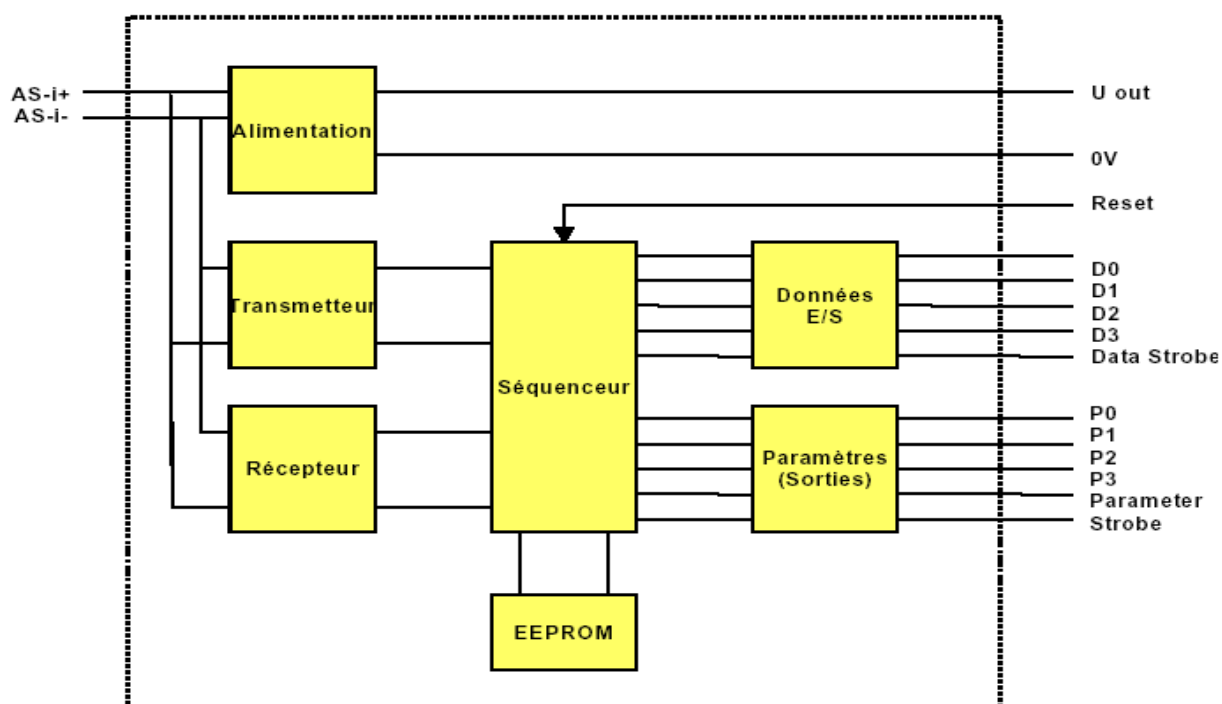 AS-i+
AS-i-
Alimentation
U out
0V
Reset
Transmetteur
Séquenceur
Données
E/S
D0
D1
D2
D3
Data Strobe
Récepteur
Paramètres
(Sorties)
P0
P1
P2
P3
Parameter
Strobe
EEPROM